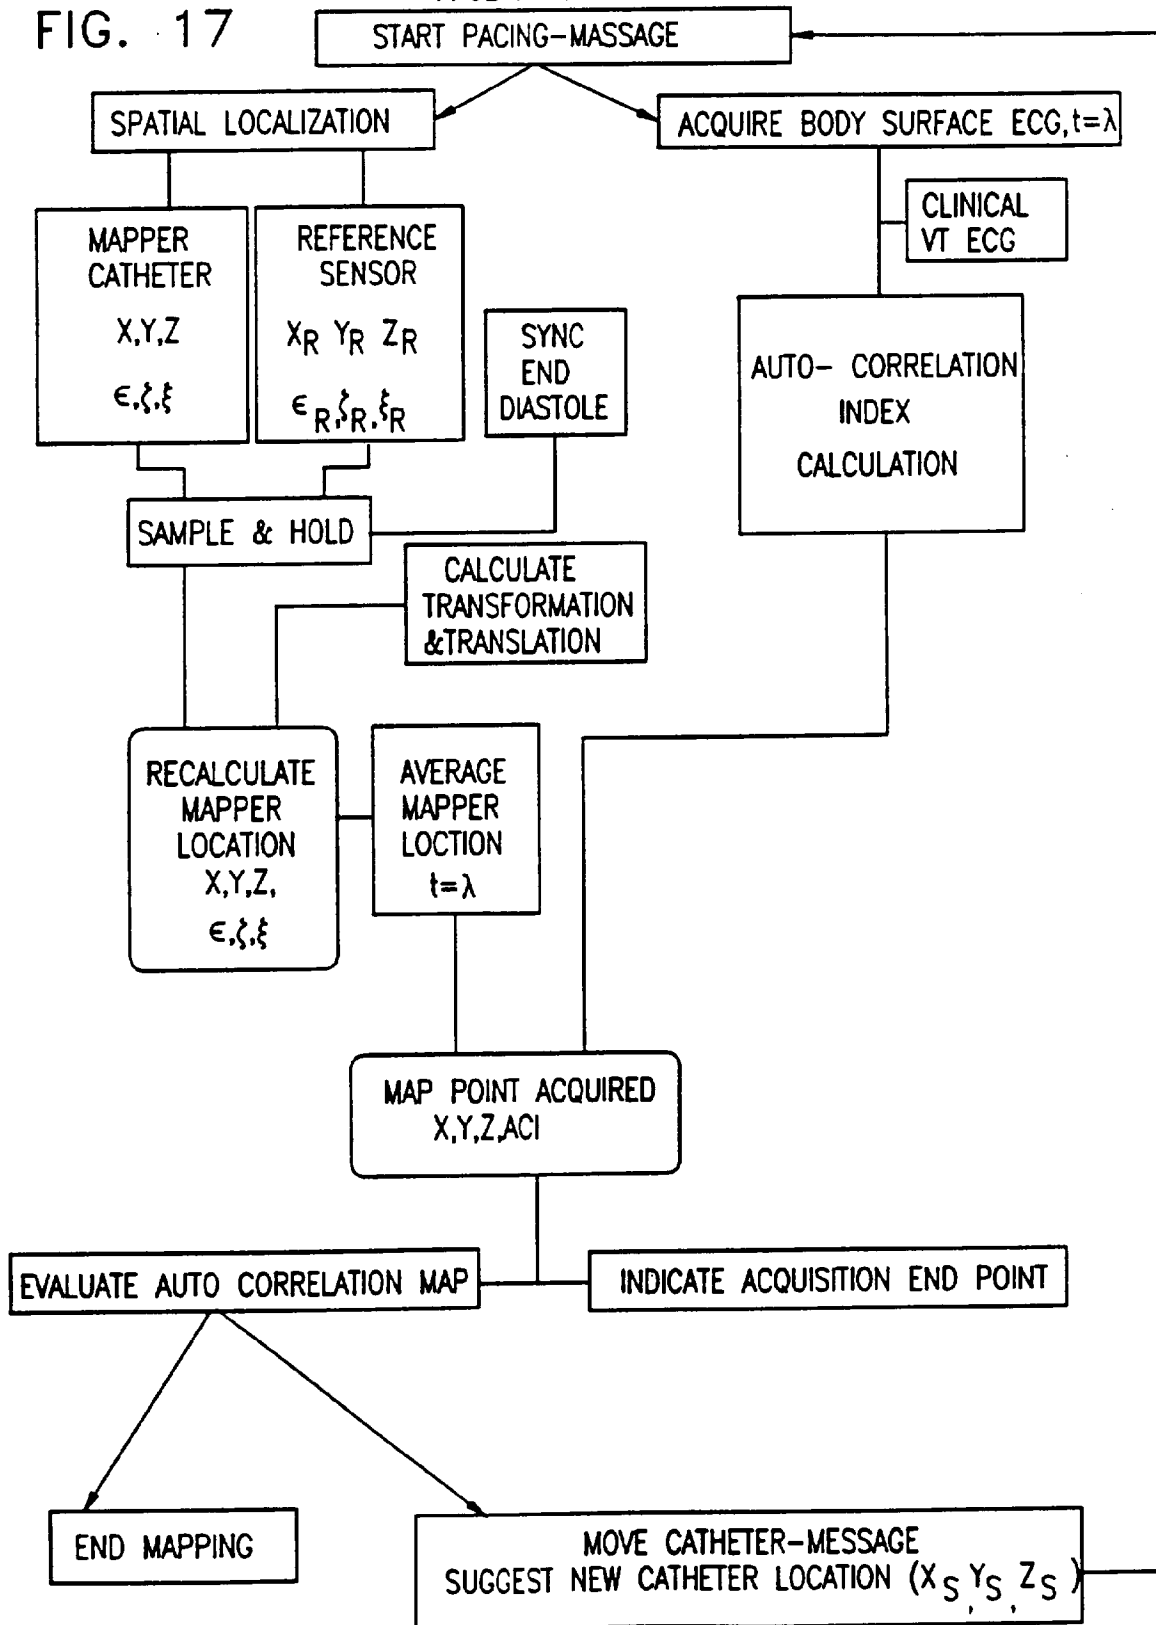 FIG. 17
START PACING-MASSAGE
SPATIAL LOCALIZATION
ACQUIRE BODY SURFACE ECG, t=λ
CLINICAL
VT ECG
MAPPER
CATHETER
X,Y,Z
ϵ,ζ,ξ
REFERENCE
SENSOR
XR YR ZR
ϵR,ζR,ξR
SYNC
END
DIASTOLE
AUTO- CORRELATION
INDEX
CALCULATION
SAMPLE & HOLD
CALCULATE
TRANSFORMATION
&TRANSLATION
RECALCULATE
MAPPER
LOCATION
X,Y,Z,
ϵ,ζ,ξ
AVERAGE
MAPPER
LOCTION
t=λ
MAP POINT ACQUIRED
X,Y,Z,ACI
EVALUATE AUTO CORRELATION MAP
INDICATE ACQUISITION END POINT
END MAPPING
MOVE CATHETER-MESSAGE
SUGGEST NEW CATHETER LOCATION (XS,YS,ZS)